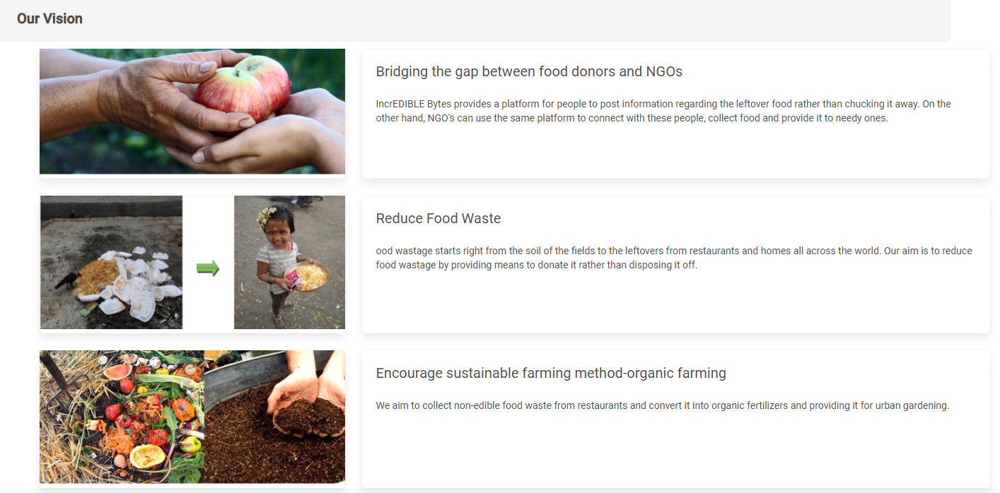 Our Vision
Bridging the gap between food donors and NGOs
IncrEDIBLE Bytes provides a platform for people to post information regarding the leftover food rather than chucking it away. On the
other hand, NGO's can use the same platform to connect with these people, collect food and provide it to needy ones.
Reduce Food Waste
ood wastage starts right from the soil of the fields to the leftovers from restaurants and homes all across the world. Our aim is to reduce
food wastage by providing means to donate it rather than disposing it off.
Encourage sustainable farming method-organic farming
We aim to collect non-edible food waste from restaurants and convert it into organic fertilizers and providing it for urban gardening.